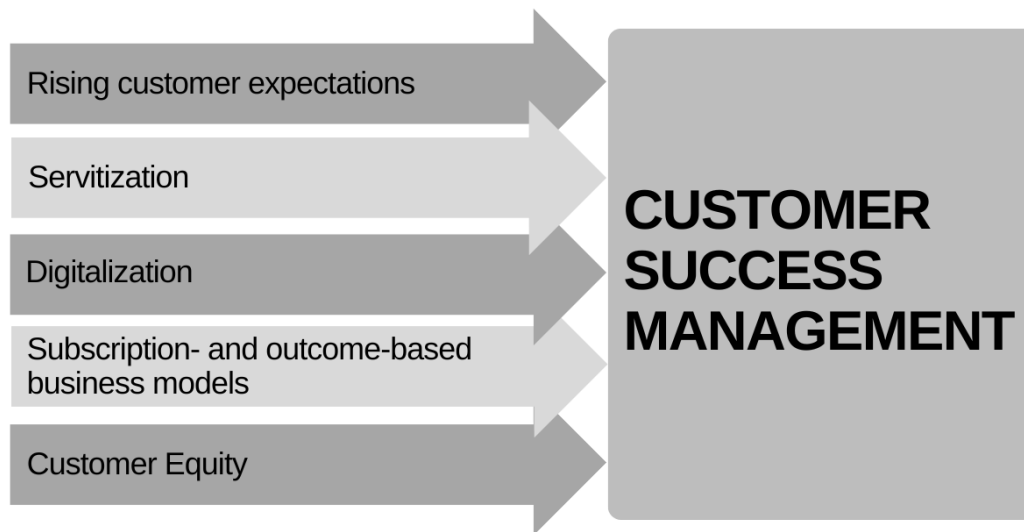 Rising customer expectations
Servitization
Digitalization
Subscription- and outcome-based
business models
Customer Equity
CUSTOMER
SUCCESS
MANAGEMENT